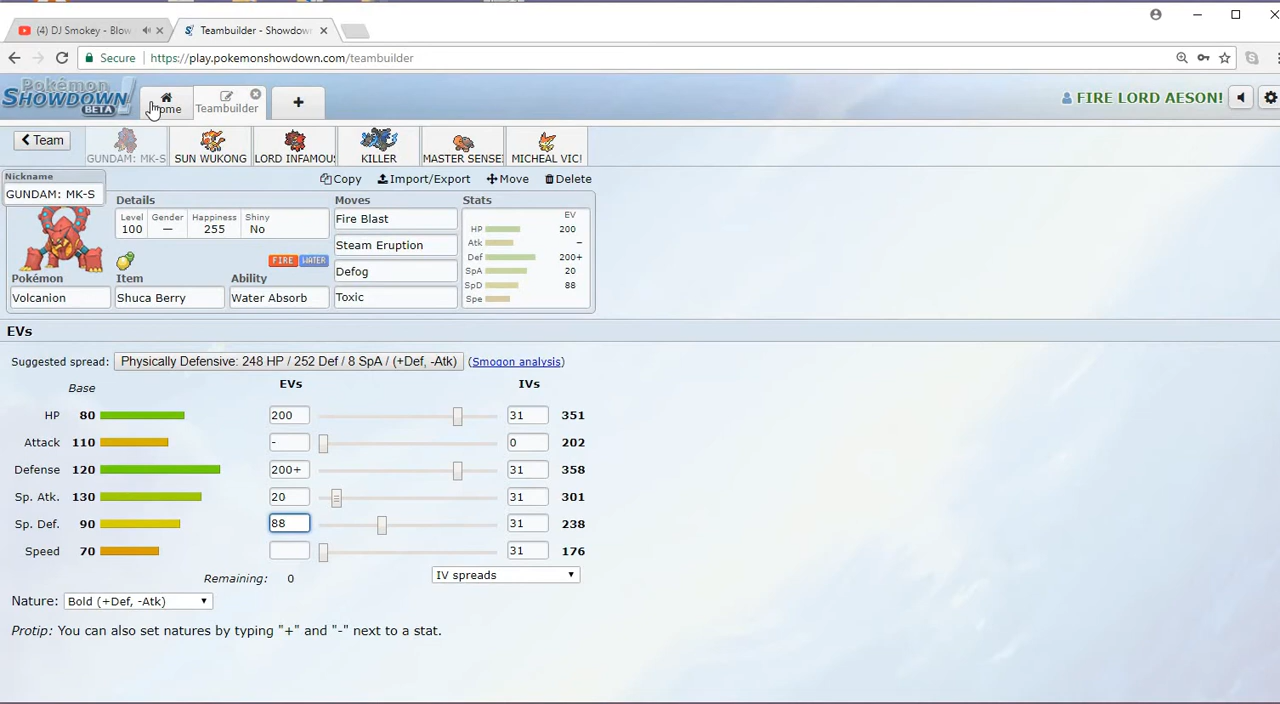 (4) DJ Smokey - Blow
Teambuilder - Showdow
Secure
https://play.pokemonshowdown.com/teambuilder
Pokémon
SHOWDOWN
BETA
Home
Teambuilder
+
FIRE LORD AESON!
Team
GUNDAM: MK-S
SUN WUKONG
LORD INFAMOU
KILLER
MASTER SENSE
MICHEAL VIC!
Nickname
GUNDAM: MK-S
Copy
Import/Export
Move
Delete
Details
Level
Gender
Happiness
Shiny
100
—
255
No
FIRE
WATER
Pokémon
Item
Ability
Volcanion
Shuca Berry
Water Absorb
Moves
Fire Blast
Steam Eruption
Defog
Toxic
Stats
EV
HP 200
Atk –
Def 200+
SpA 20
SpD 88
Spe
EVs
Suggested spread: Physically Defensive: 248 HP / 252 Def / 8 SpA / (+Def, -Atk) (Smogon analysis)
Base EVs IVs
HP 80 200 31 351
Attack 110 - 0 202
Defense 120 200+ 31 358
Sp. Atk. 130 20 31 301
Sp. Def. 90 88 31 238
Speed 70 31 176
Remaining: 0
IV spreads
Nature: Bold (+Def, -Atk)
Protip: You can also set natures by typing "+" and "-" next to a stat.